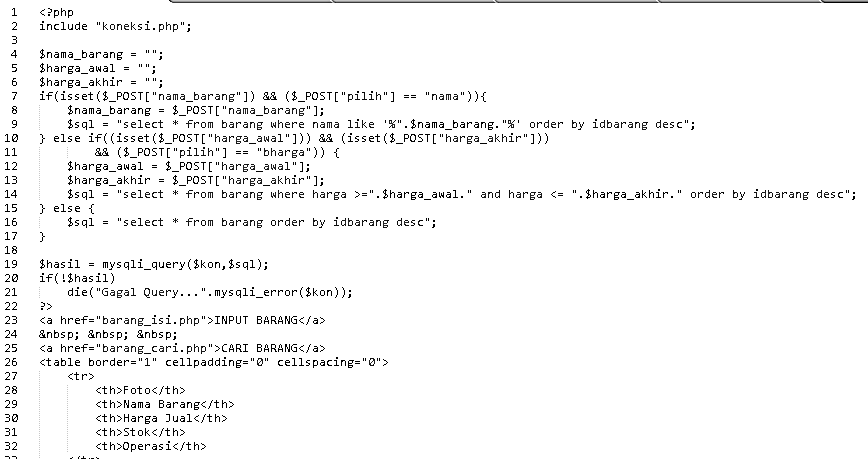 1 <?php
2 include "koneksi.php";
3
4 $nama_barang = "";
5 $harga_awal = "";
6 $harga_akhir = "";
7 if(isset($_POST["nama_barang"]) && ($_POST["pilih"] == "nama")){
8 $nama_barang = $_POST["nama_barang"];
9 $sql = "select * from barang where nama like '%".$nama_barang."%' order by idbarang desc";
10 } else if((isset($_POST["harga_awal"])) && (isset($_POST["harga_akhir"]))
11 && ($_POST["pilih"] == "bharga")) {
12 $harga_awal = $_POST["harga_awal"];
13 $harga_akhir = $_POST["harga_akhir"];
14 $sql = "select * from barang where harga >=".$harga_awal." and harga <= ".$harga_akhir." order by idbarang desc";
15 } else {
16 $sql = "select * from barang order by idbarang desc";
17 }
18
19 $hasil = mysqli_query($kon,$sql);
20 if(!$hasil)
21 die("Gagal Query...".mysqli_error($kon));
22 ?>
23 <a href="barang_isi.php">INPUT BARANG</a>
24 &nbsp; &nbsp; &nbsp;
25 <a href="barang_cari.php">CARI BARANG</a>
26 <table border="1" cellpadding="0" cellspacing="0">
27 <tr>
28 <th>Foto</th>
29 <th>Nama Barang</th>
30 <th>Harga Jual</th>
31 <th>Stok</th>
32 <th>Operasi</th>